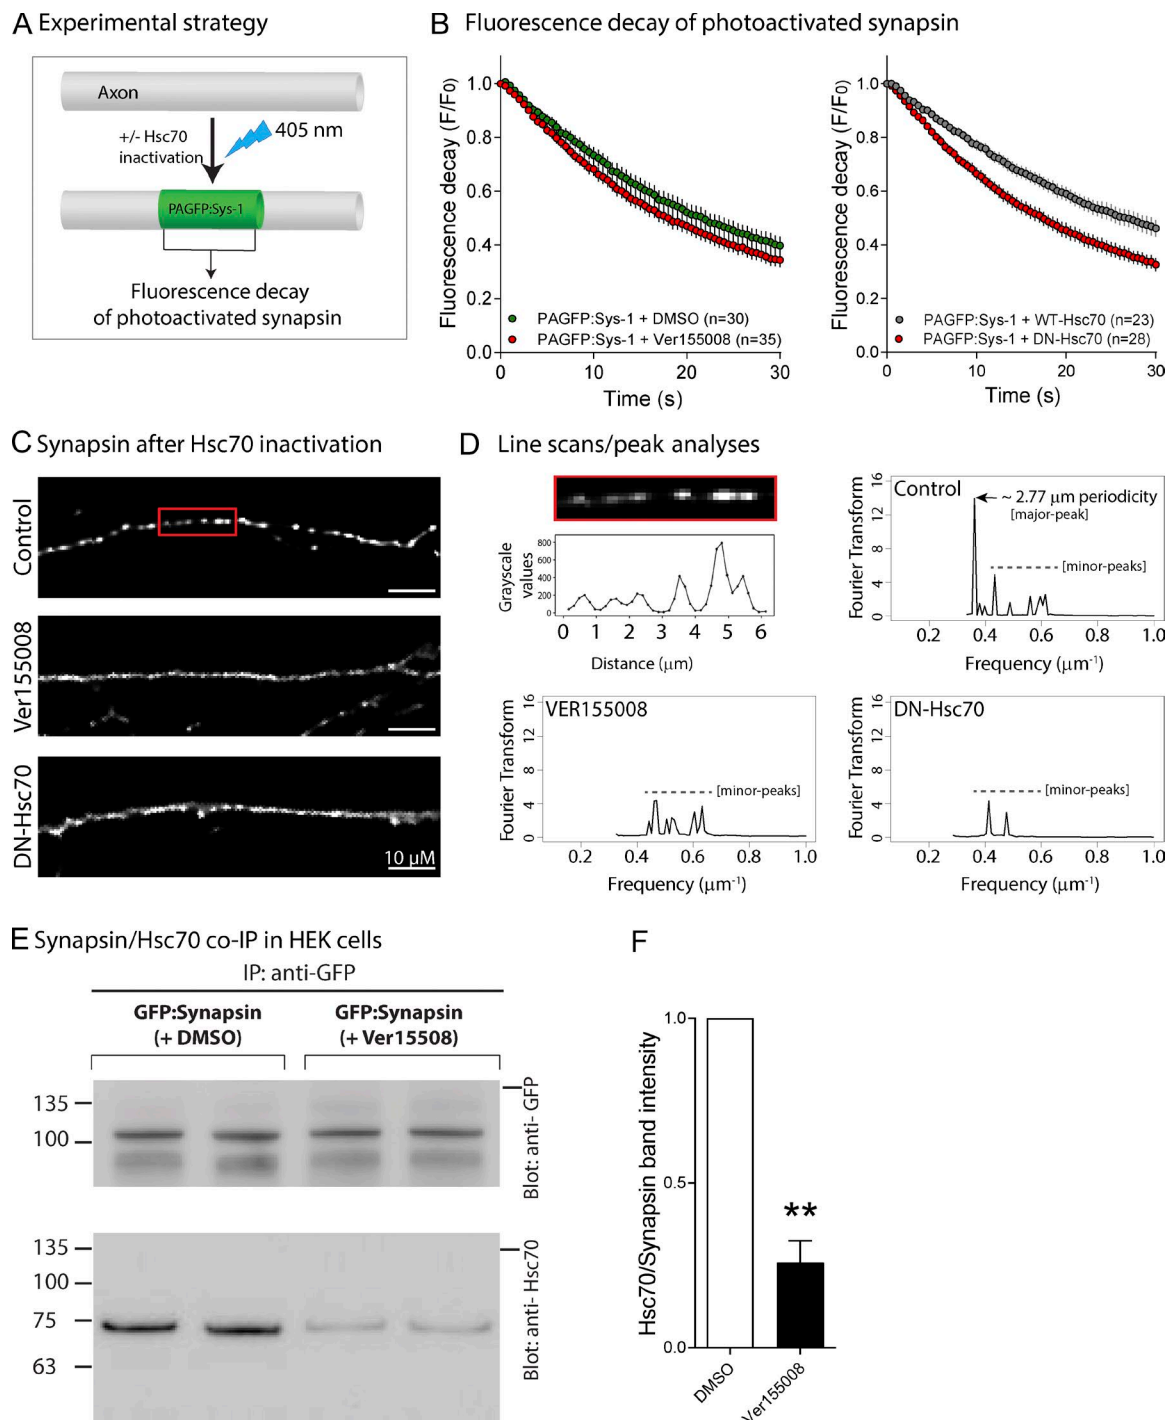 A Experimental strategy
Axon
+/- Hsc70
inactivation
405 nm
PAGFP:Sys-1
Fluorescence decay
of photoactivated synapsin
B Fluorescence decay of photoactivated synapsin
Fluorescence decay (F/F₀)
1.0
0.8
0.6
0.4
0.2
0.0
PAGFP:Sys-1 + DMSO (n=30)
PAGFP:Sys-1 + Ver155008 (n=35)
0 10 20 30
Time (s)
Fluorescence decay (F/F₀)
1.0
0.8
0.6
0.4
0.2
0.0
PAGFP:Sys-1 + WT-Hsc70 (n=23)
PAGFP:Sys-1 + DN-Hsc70 (n=28)
0 10 20 30
Time (s)
C Synapsin after Hsc70 inactivation
Control
Ver155008
DN-Hsc70
10 µM
D Line scans/peak analyses
Grayscale
values
800
600
400
200
0
0 1 2 3 4 5 6
Distance (µm)
Control
~ 2.77 µm periodicity
[major-peak]
[minor-peaks]
Fourier Transform
16
12
8
4
0
0.2 0.4 0.6 0.8 1.0
Frequency (µm⁻¹)
VER155008
[minor-peaks]
Fourier Transform
16
12
8
4
0
0.2 0.4 0.6 0.8 1.0
Frequency (µm⁻¹)
DN-Hsc70
[minor-peaks]
Fourier Transform
16
12
8
4
0
0.2 0.4 0.6 0.8 1.0
Frequency (µm⁻¹)
E Synapsin/Hsc70 co-IP in HEK cells
IP: anti-GFP
GFP:Synapsin
(+ DMSO)
GFP:Synapsin
(+ Ver15508)
135
100
Blot: anti- GFP
135
100
75
63
Blot: anti- Hsc70
F
Hsc70/Synapsin band intensity
1.0
0.5
0.0
**
DMSO
Ver155008